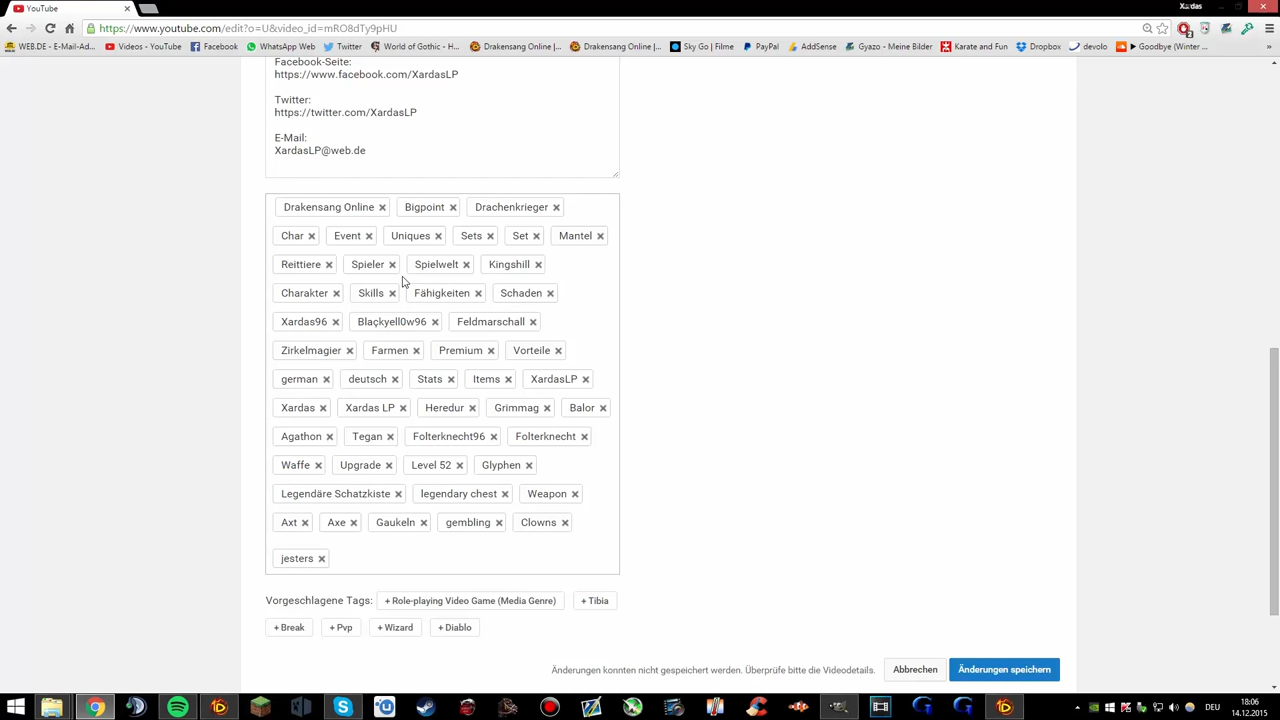 YouTube
Xardas
https://www.youtube.com/edit?o=U&video_id=mRO8dTy9pHU
WEB.DE - E-Mail-Ad...
Videos - YouTube
Facebook
WhatsApp Web
Twitter
World of Gothic - H...
Drakensang Online |...
Drakensang Online |...
Sky Go | Filme
PayPal
AddSense
Gyazo - Meine Bilder
Karate and Fun
Dropbox
devolo
Goodbye (Winter ...
Facebook-Seite:
https://www.facebook.com/XardasLP
Twitter:
https://twitter.com/XardasLP
E-Mail:
XardasLP@web.de
Drakensang Online Bigpoint Drachenkrieger
Char Event Uniques Sets Set Mantel
Reittiere Spieler Spielwelt Kingshill
Charakter Skills Fähigkeiten Schaden
Xardas96 Blaçkyell0w96 Feldmarschall
Zirkelmagier Farmen Premium Vorteile
german deutsch Stats Items XardasLP
Xardas Xardas LP Heredur Grimmag Balor
Agathon Tegan Folterknecht96 Folterknecht
Waffe Upgrade Level 52 Glyphen
Legendäre Schatzkiste legendary chest Weapon
Axt Axe Gaukeln gembling Clowns
jesters
Vorgeschlagene Tags: + Role-playing Video Game (Media Genre) + Tibia
+ Break + Pvp + Wizard + Diablo
Änderungen konnten nicht gespeichert werden. Überprüfe bitte die Videodetails. Abbrechen Änderungen speichern
DEU
18:06
14.12.2015